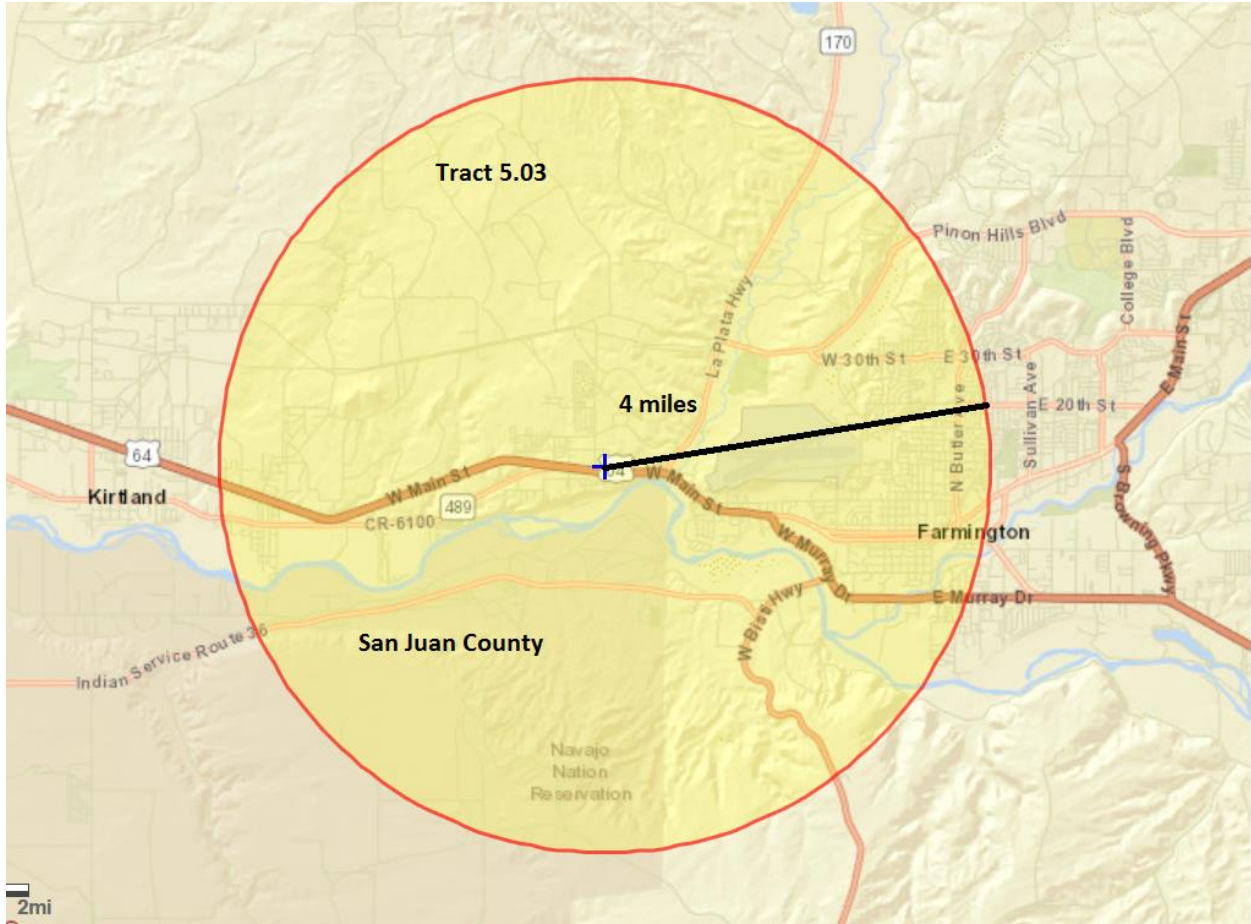 170
Tract 5.03
Pinon Hills Blvd
College Blvd
La Plata Hwy
W 30th St
E 30th St
E Main St
4 miles
N Butler Ave
Sullivan Ave
E 20th St
64
64
W Main St
W Main St
Kirtland
489
CR-6100
S Browning Pkwy
Farmington
W Murray Dr
E Murray Dr
W Biss Hwy
Indian Service Route 36
San Juan County
Navajo
Nation
Reservation
2mi